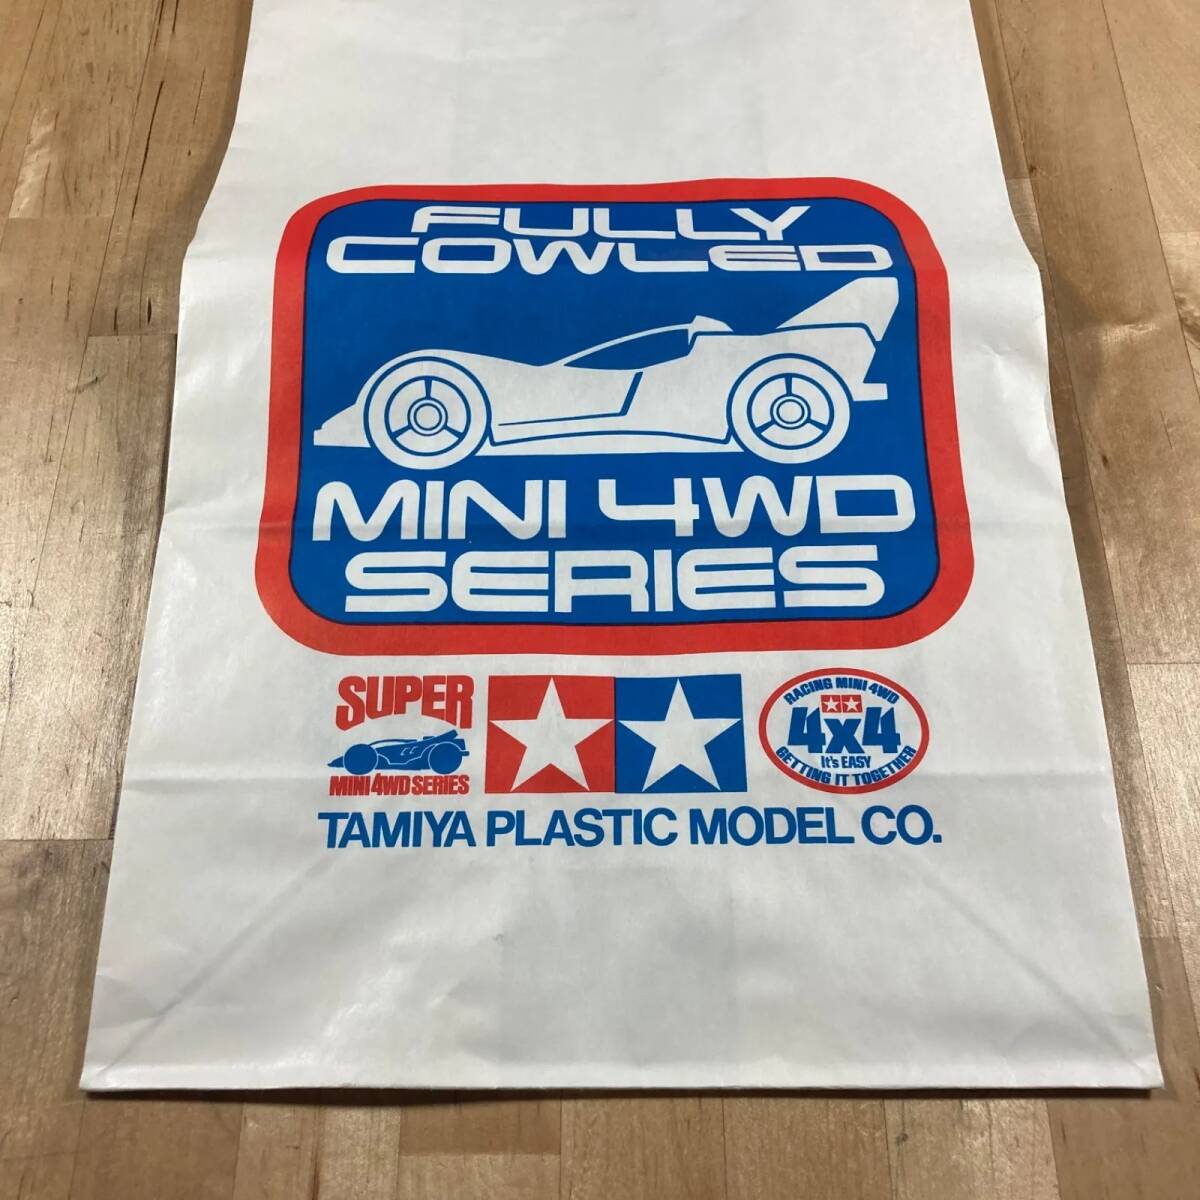 FULLY
COWLED
MINI 4WD
SERIES
SUPER
MINI 4WD SERIES
RACING MINI 4WD
4x4
It's EASY
GETTING IT TOGETHER
TAMIYA PLASTIC MODEL CO.